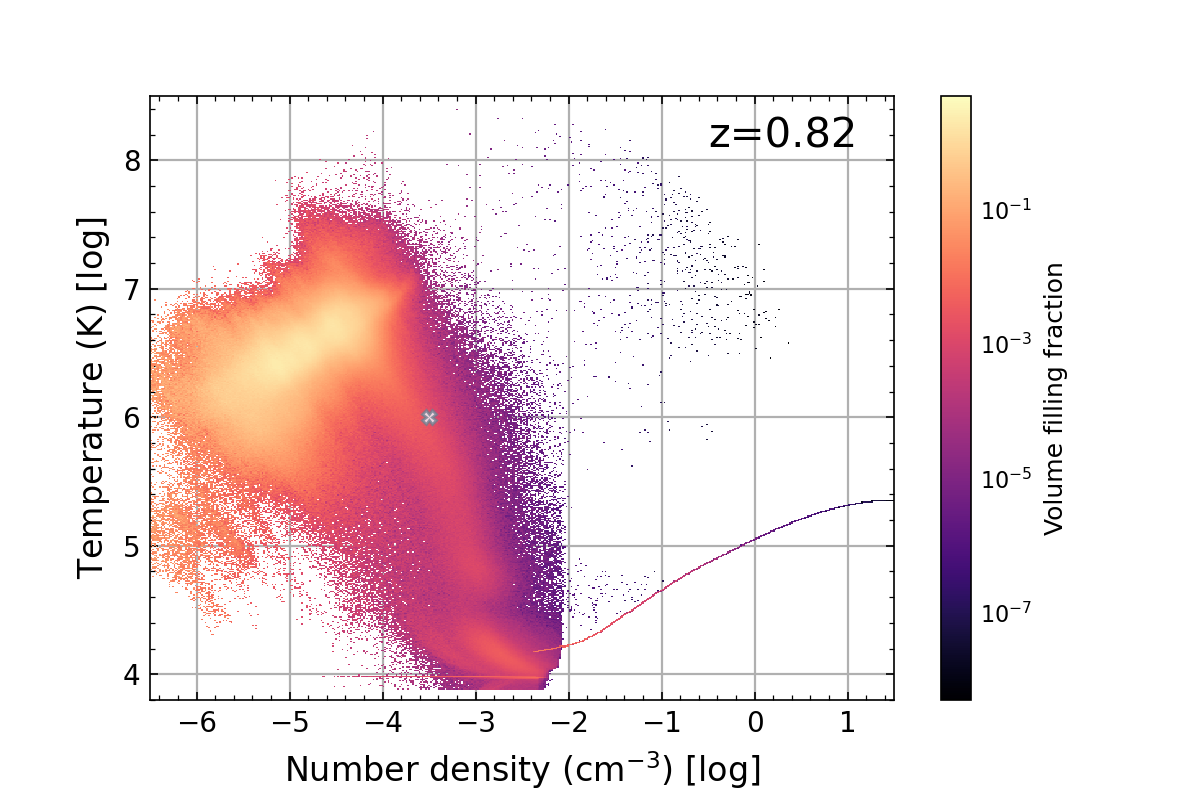 z=0.82
8
7
6
5
4
Temperature (K) [log]
−6 −5 −4 −3 −2 −1 0 1
Number density (cm⁻³) [log]
10⁻¹
10⁻³
10⁻⁵
10⁻⁷
Volume filling fraction